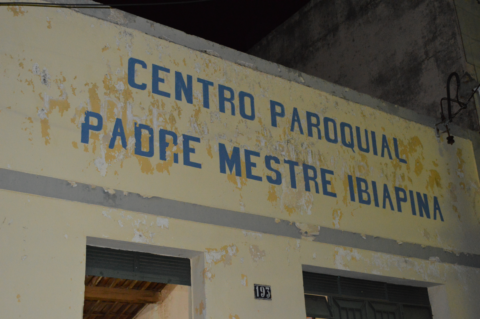 CENTRO PAROQUIAL
PADRE MESTRE IBIAPINA
193